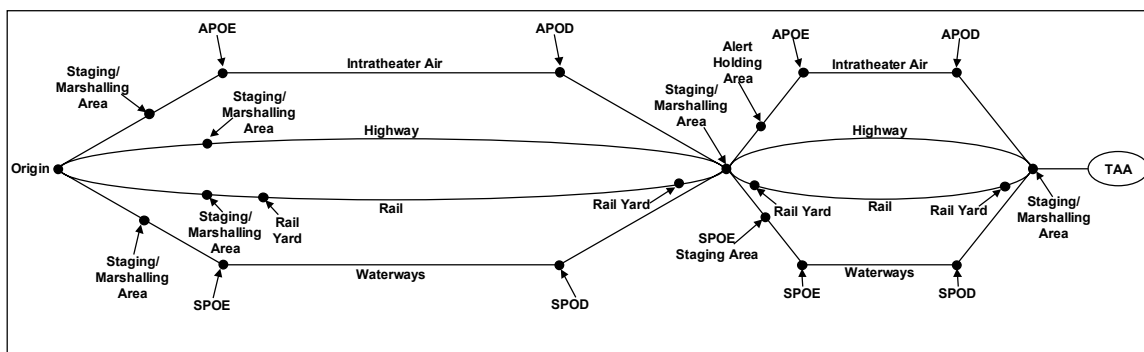 APOE
APOD
APOE
APOD
Staging/
Marshalling
Area
Intratheater Air
Alert
Holding
Area
Intratheater Air
Staging/
Marshalling
Area
Staging/
Marshalling
Area
Highway
Highway
Origin
TAA
Rail
Rail Yard
Rail Yard
Rail
Rail Yard
Staging/
Marshalling
Area
Staging/
Marshalling
Area
Rail
Yard
Staging/
Marshalling
Area
SPOE
Staging Area
Waterways
Waterways
SPOE
SPOD
SPOE
SPOD